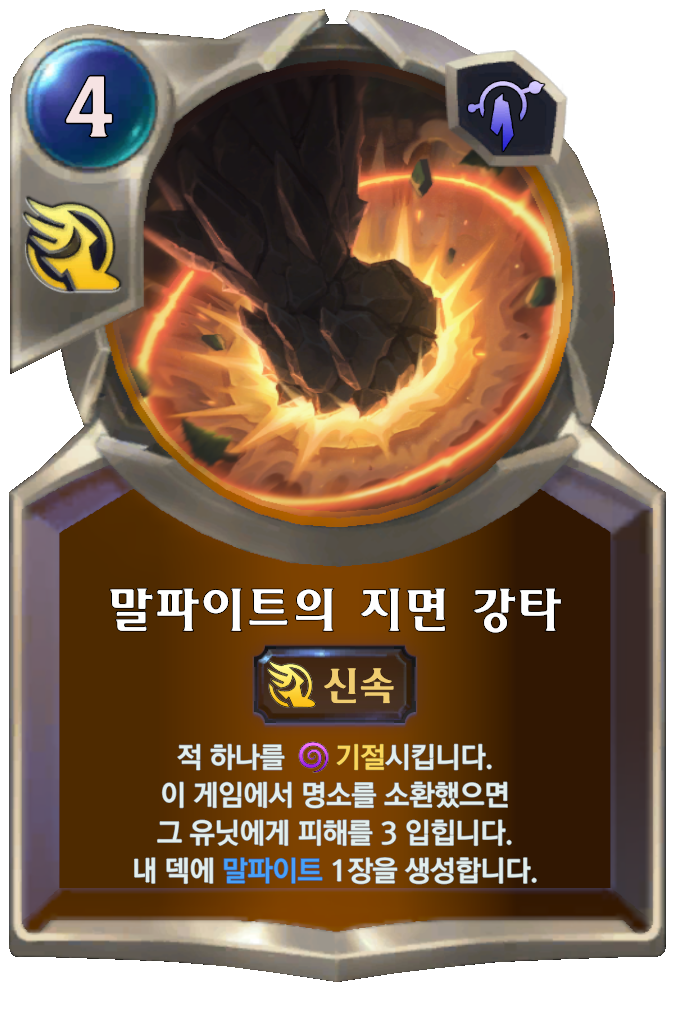 4
말파이트의 지면 강타
신속
적 하나를 기절시킵니다.
이 게임에서 명소를 소환했으면
그 유닛에게 피해를 3 입힙니다.
내 덱에 말파이트 1장을 생성합니다.